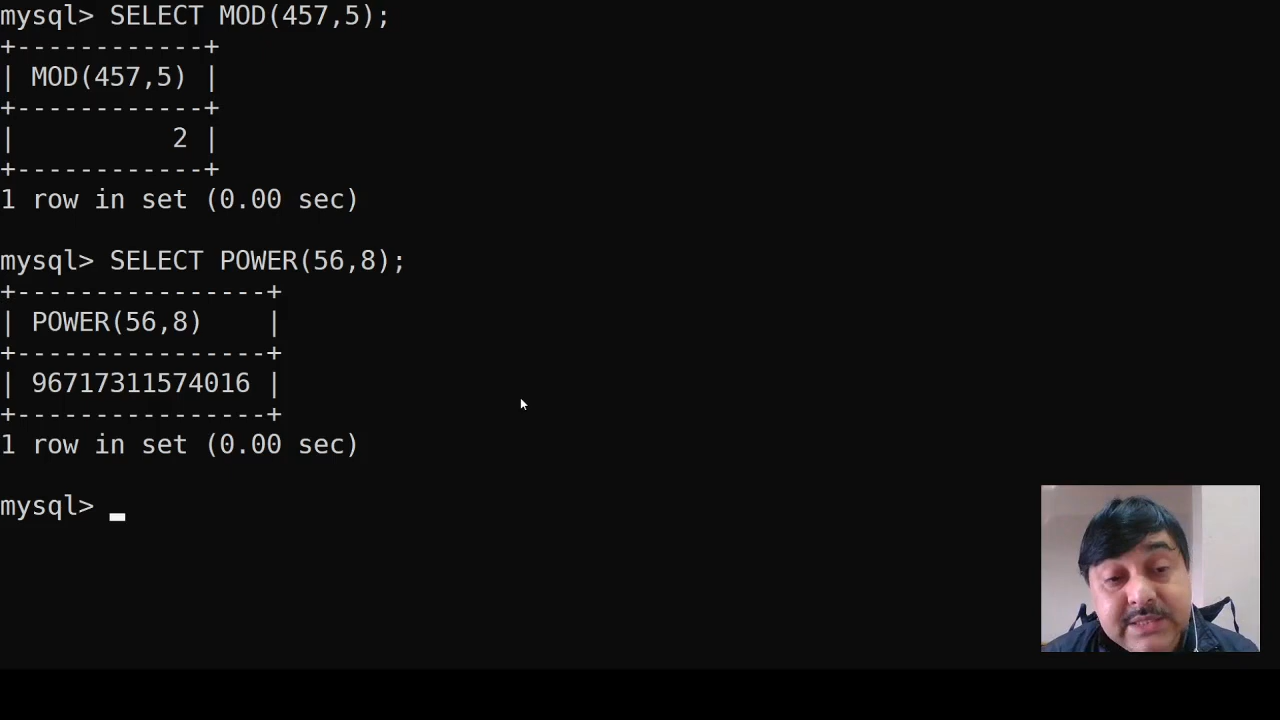 mysql> SELECT MOD(457,5);
+------------+
| MOD(457,5) |
+------------+
|          2 |
+------------+
1 row in set (0.00 sec)

mysql> SELECT POWER(56,8);
+----------------+
| POWER(56,8)    |
+----------------+
| 96717311574016 |
+----------------+
1 row in set (0.00 sec)

mysql>